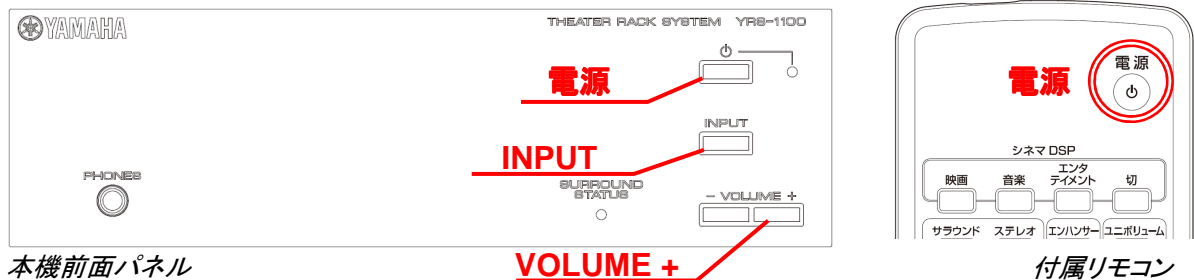 YAMAHA
THEATER RACK SYSTEM YRS-1100
電源
INPUT
INPUT
PHONES
SURROUND
STATUS
- VOLUME +
VOLUME +
本機前面パネル
電源
電源
シネマ DSP
映画 音楽 エンタテイメント 切
サラウンド ステレオ エンハンサー ユニボリューム
付属リモコン